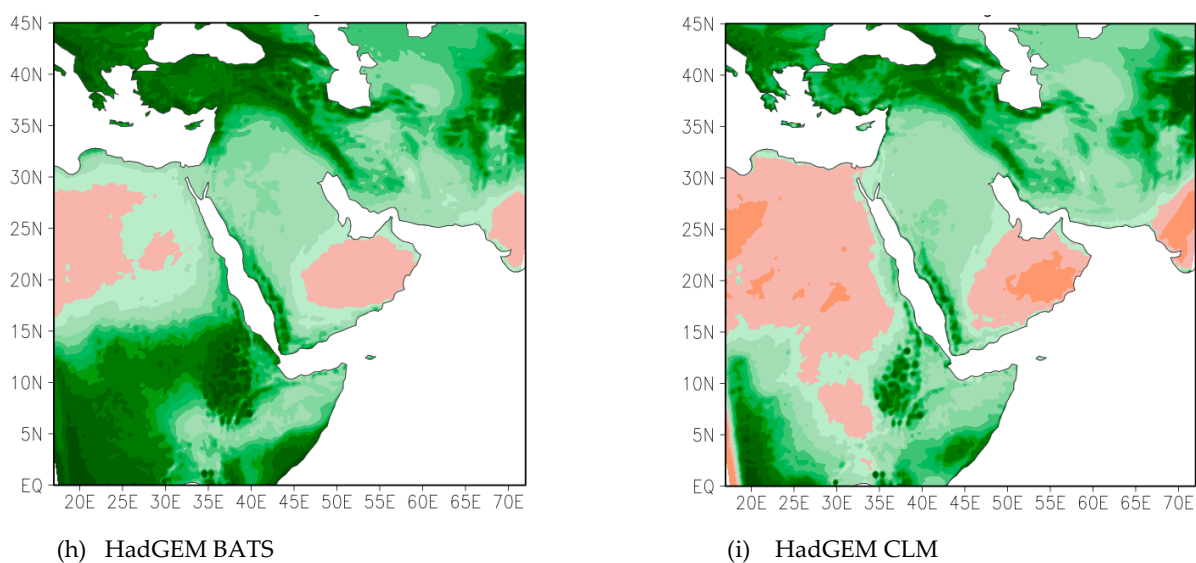 45N
40N
35N
30N
25N
20N
15N
10N
5N
EQ
20E 25E 30E 35E 40E 45E 50E 55E 60E 65E 70E
(h) HadGEM BATS
45N
40N
35N
30N
25N
20N
15N
10N
5N
EQ
20E 25E 30E 35E 40E 45E 50E 55E 60E 65E 70E
(i) HadGEM CLM